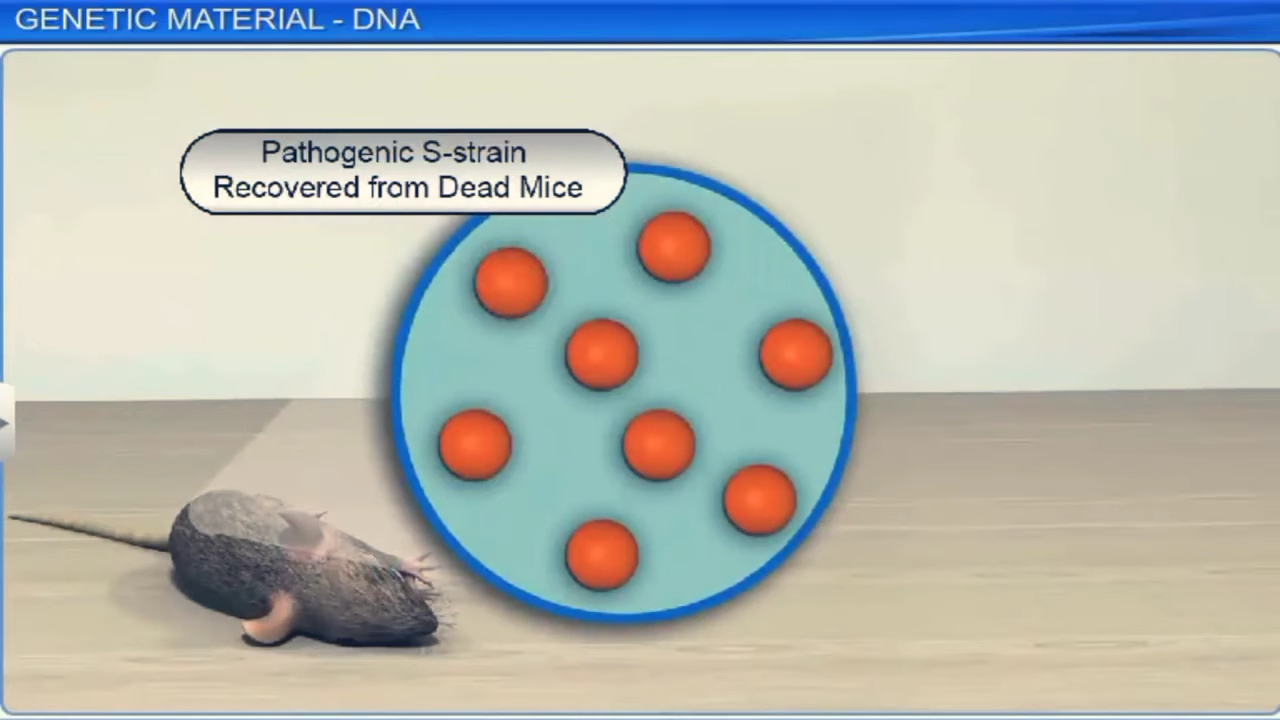 GENETIC MATERIAL - DNA
Pathogenic S-strain
Recovered from Dead Mice